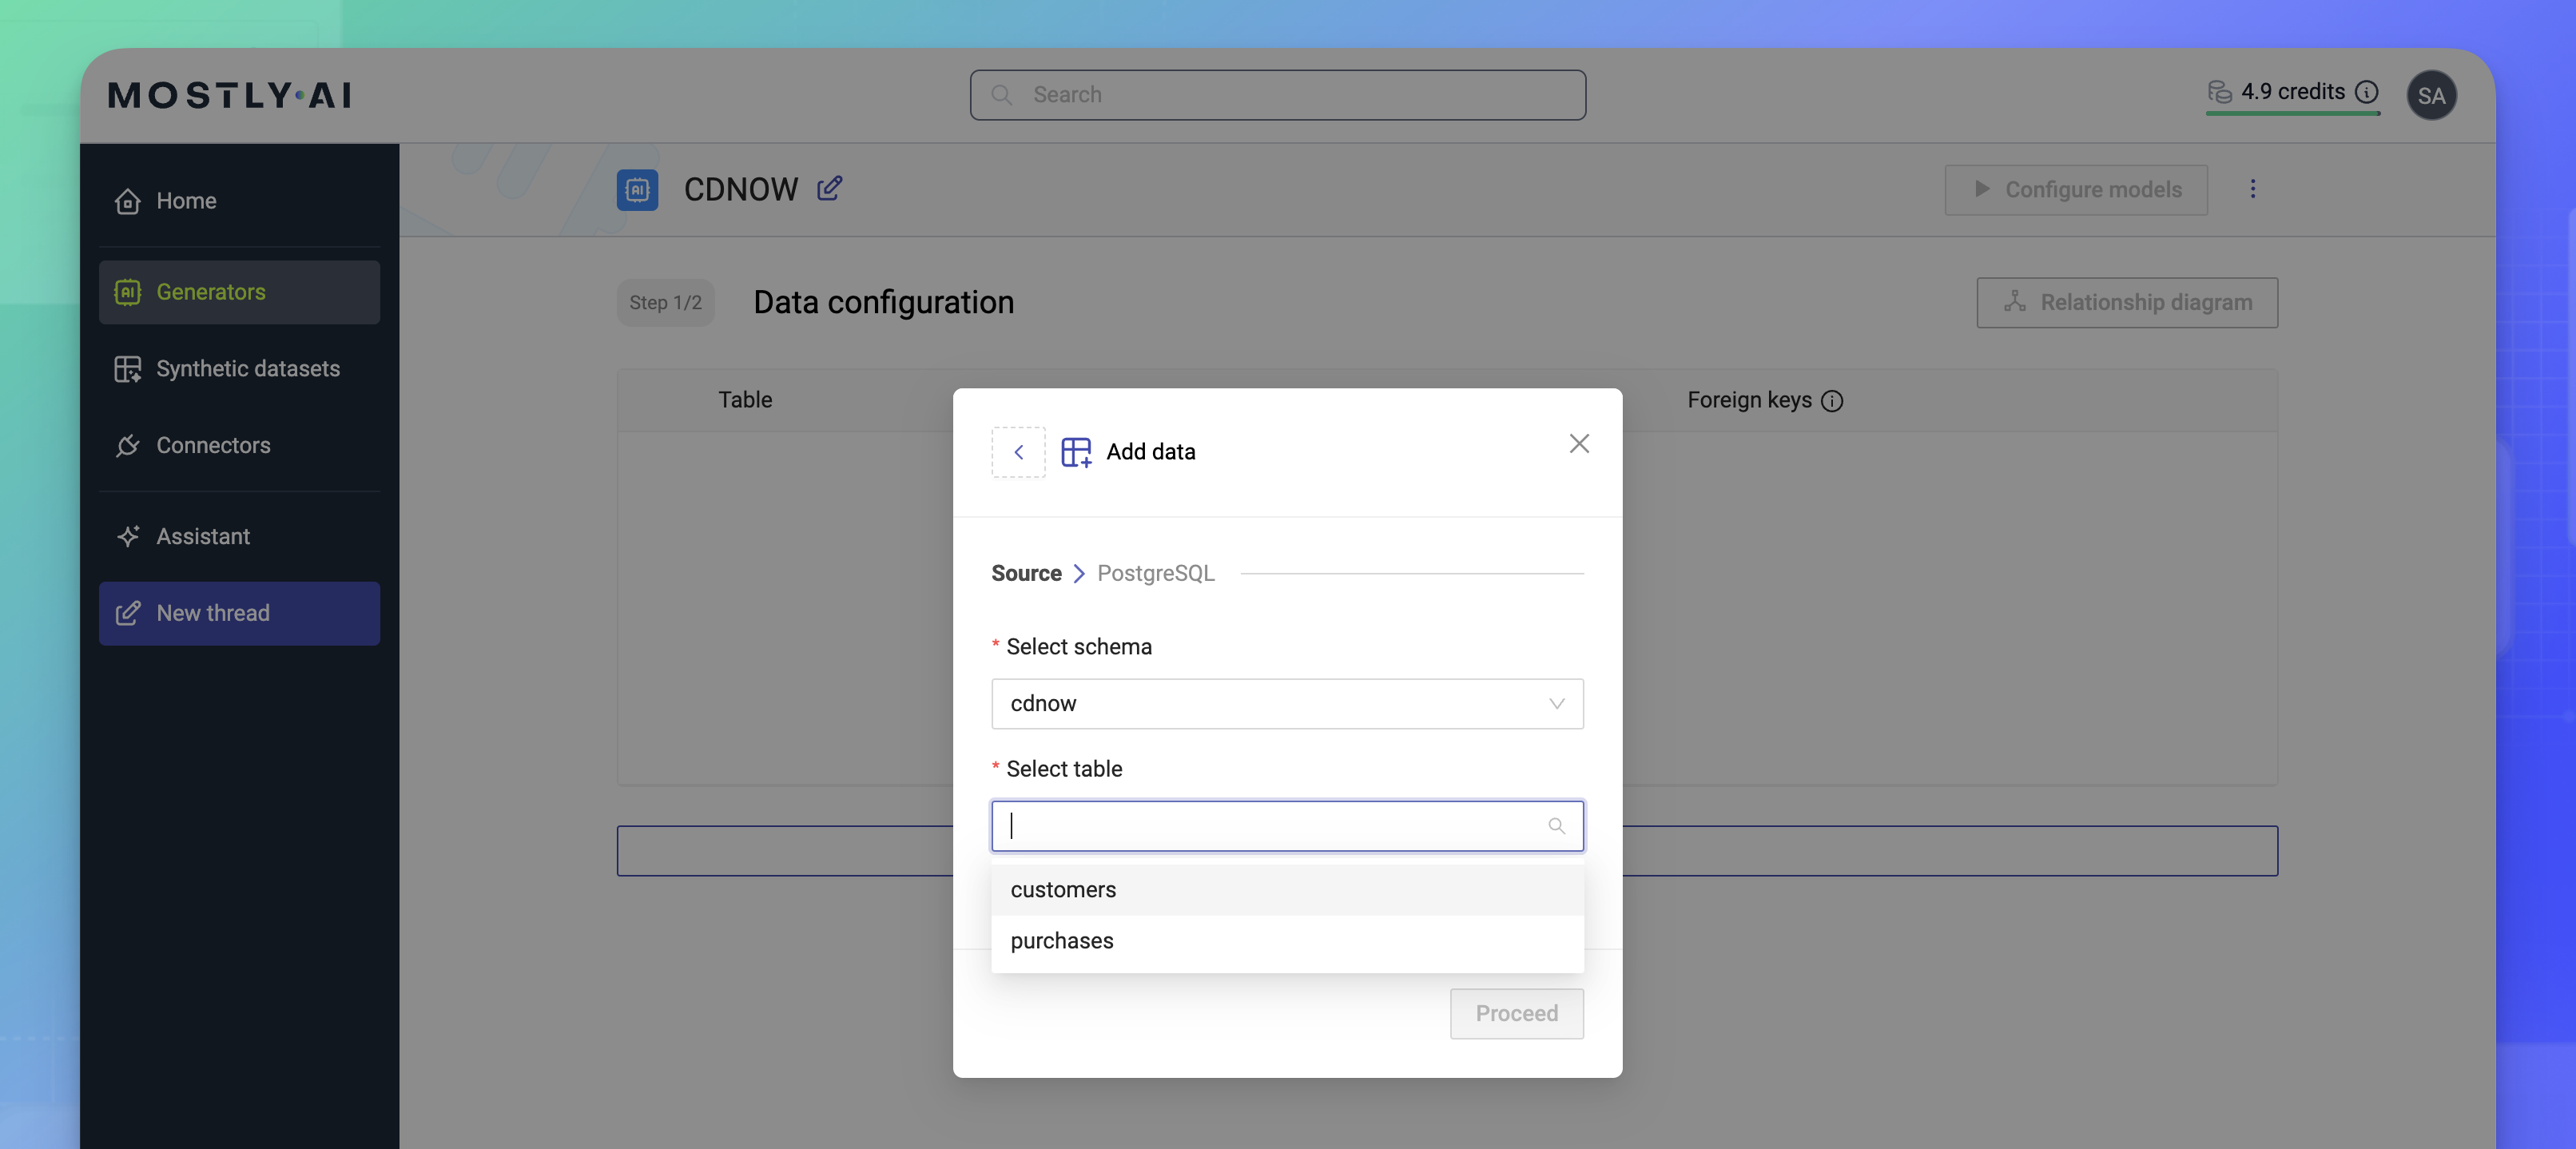 MOSTLY·AI
Search
4.9 credits
SA
Home
Generators
Synthetic datasets
Connectors
Assistant
New thread
AI
CDNOW
Configure models
Step 1/2
Data configuration
Relationship diagram
Table
Foreign keys
Add data
Source > PostgreSQL
* Select schema
cdnow
* Select table
customers
purchases
Proceed